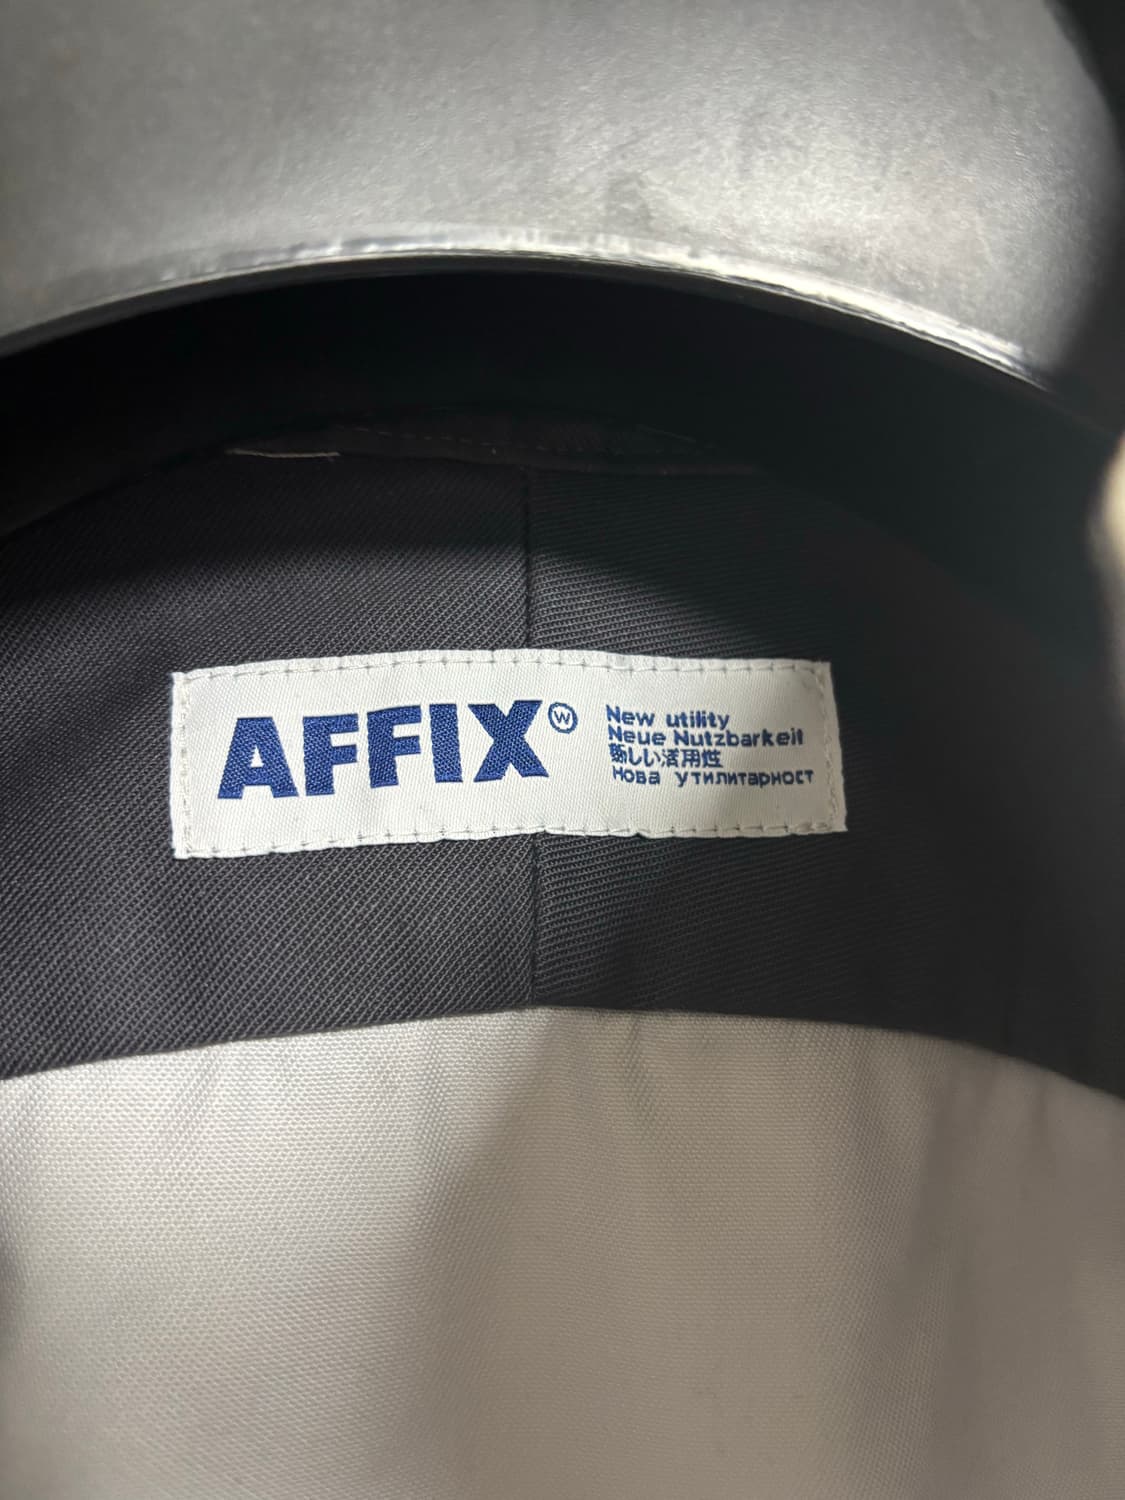 AFFIX Ⓦ
New utility
Neue Nutzbarkeit
新しい活用性
Нова утилитарност